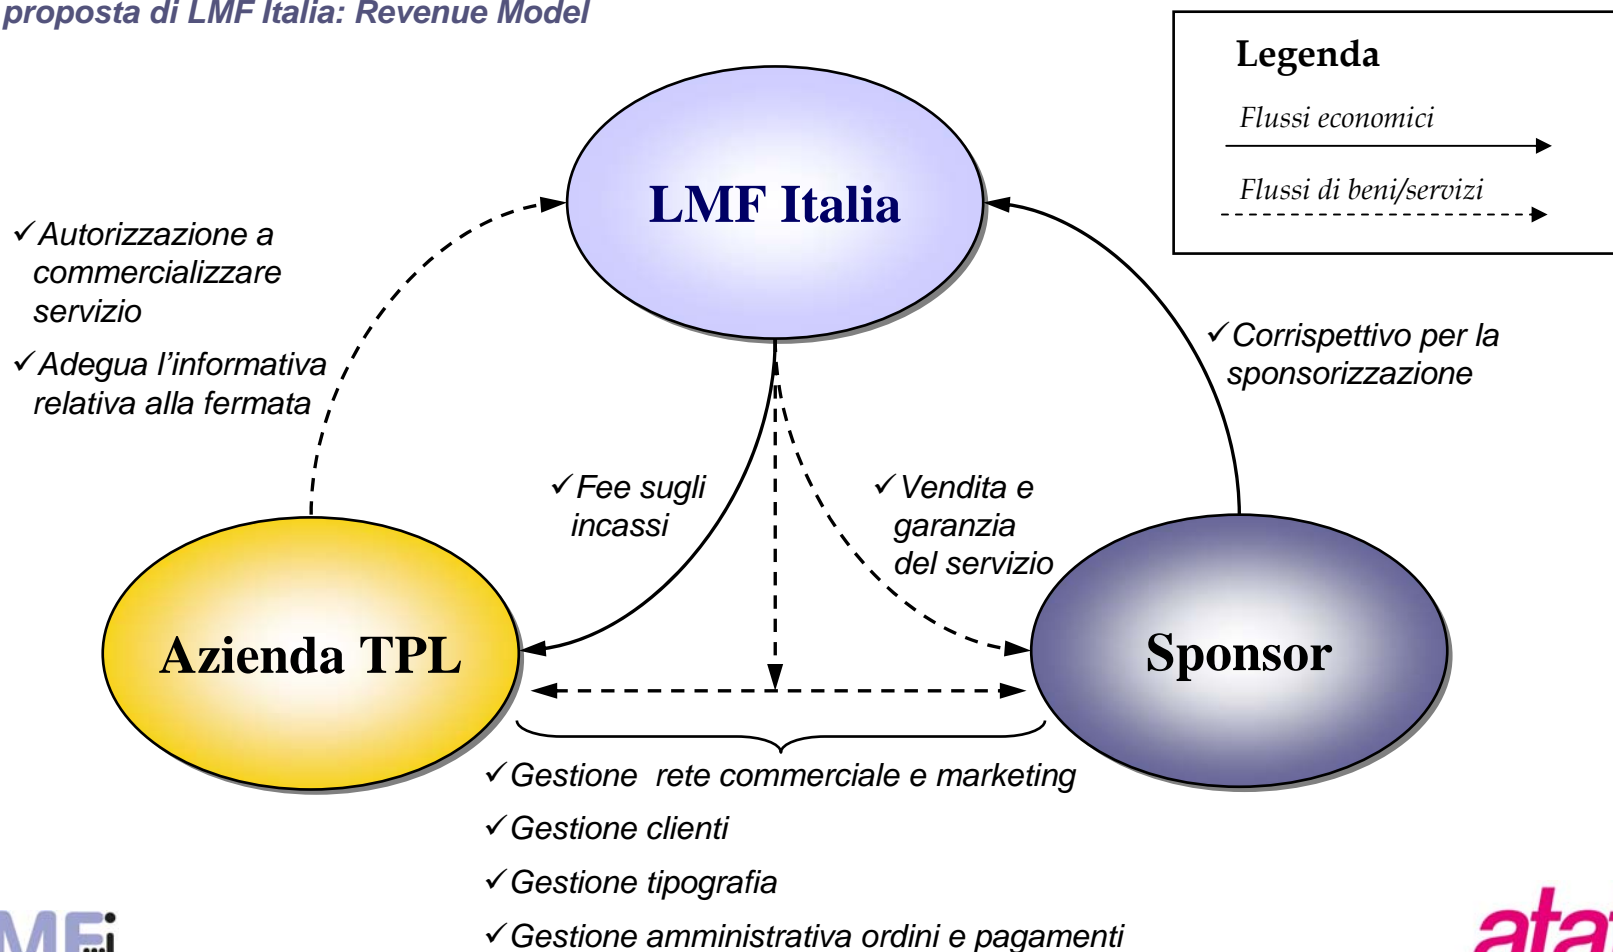 proposta di LMF Italia: Revenue Model
Legenda
Flussi economici
Flussi di beni/servizi
LMF Italia
✓Autorizzazione a
commercializzare
servizio
✓Adegua l'informativa
relativa alla fermata
✓Corrispettivo per la
sponsorizzazione
✓Fee sugli
incassi
✓Vendita e
garanzia
del servizio
Azienda TPL
Sponsor
✓Gestione rete commerciale e marketing
✓Gestione clienti
✓Gestione tipografia
✓Gestione amministrativa ordini e pagamenti